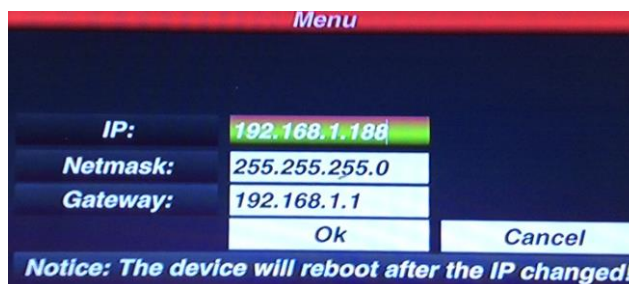 Menu
IP: 192.168.1.188
Netmask: 255.255.255.0
Gateway: 192.168.1.1
Ok Cancel
Notice: The device will reboot after the IP changed!